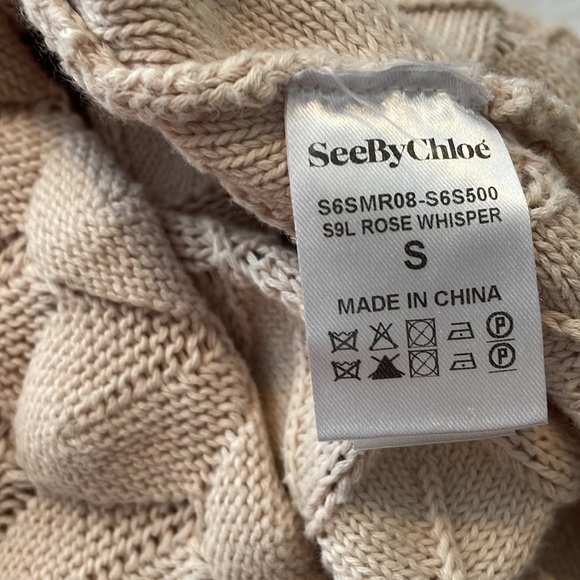 SeeByChloé
S6SMR08-S6S500
S9L ROSE WHISPER
S
MADE IN CHINA
P
P